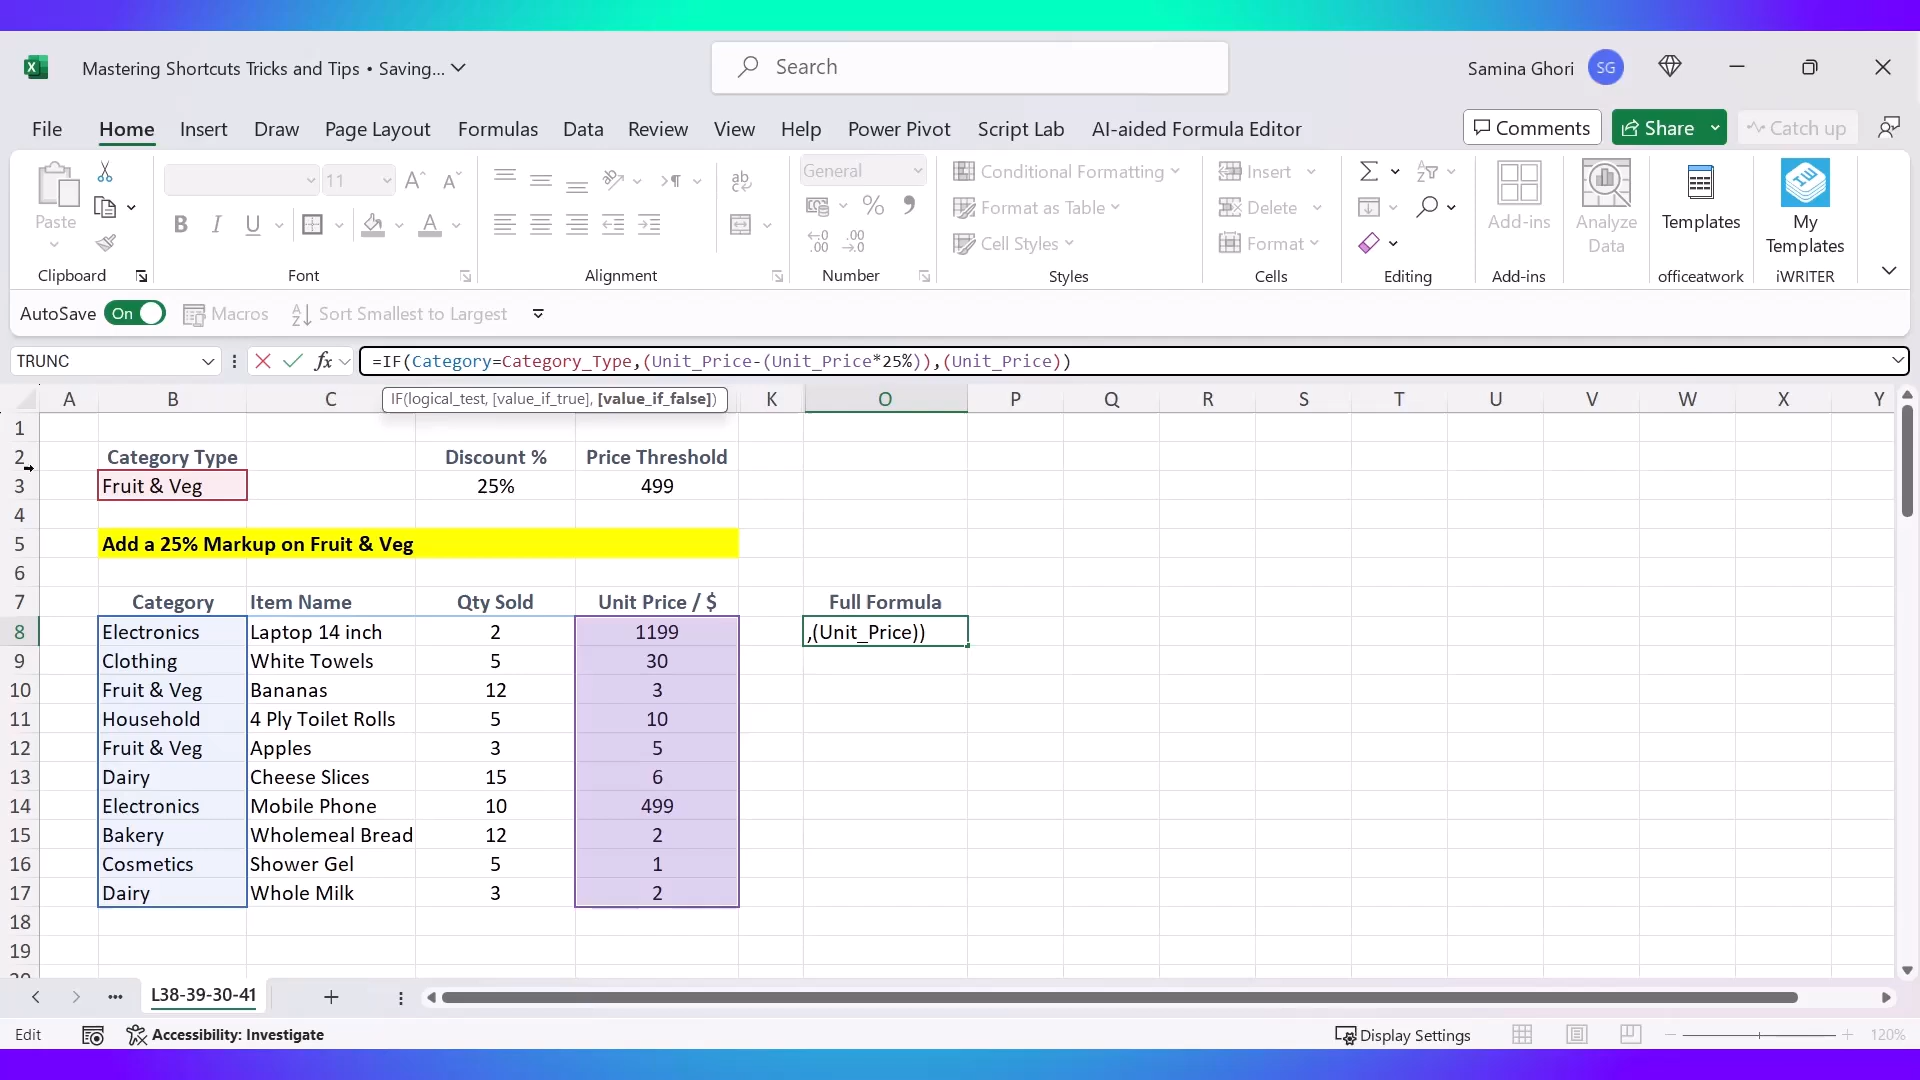 Mastering Shortcuts Tricks and Tips • Saving...
Search
Samina Ghori
SG
File Home Insert Draw Page Layout Formulas Data Review View Help Power Pivot Script Lab AI-aided Formula Editor
Comments
Share
Catch up
Paste
Clipboard
11
B I U
A
Font
ab
Alignment
General
%
Number
Conditional Formatting
Format as Table
Cell Styles
Styles
Insert
Delete
Format
Cells
Editing
Add-ins
Add-ins
Analyze
Data
Templates
officeatwork
My
Templates
iWRITER
AutoSave On Macros Sort Smallest to Largest
TRUNC
fx
=IF(Category=Category_Type,(Unit_Price-(Unit_Price*25%)),(Unit_Price))
IF(logical_test, [value_if_true], [value_if_false])
A B C K O P Q R S T U V W X Y
1
2 Category Type Discount % Price Threshold
3 Fruit & Veg 25% 499
4
5 Add a 25% Markup on Fruit & Veg
6
7 Category Item Name Qty Sold Unit Price / $ Full Formula
8 Electronics Laptop 14 inch 2 1199 ,(Unit_Price))
9 Clothing White Towels 5 30
10 Fruit & Veg Bananas 12 3
11 Household 4 Ply Toilet Rolls 5 10
12 Fruit & Veg Apples 3 5
13 Dairy Cheese Slices 15 6
14 Electronics Mobile Phone 10 499
15 Bakery Wholemeal Bread 12 2
16 Cosmetics Shower Gel 5 1
17 Dairy Whole Milk 3 2
18
19
L38-39-30-41
Edit
Accessibility: Investigate
Display Settings
120%